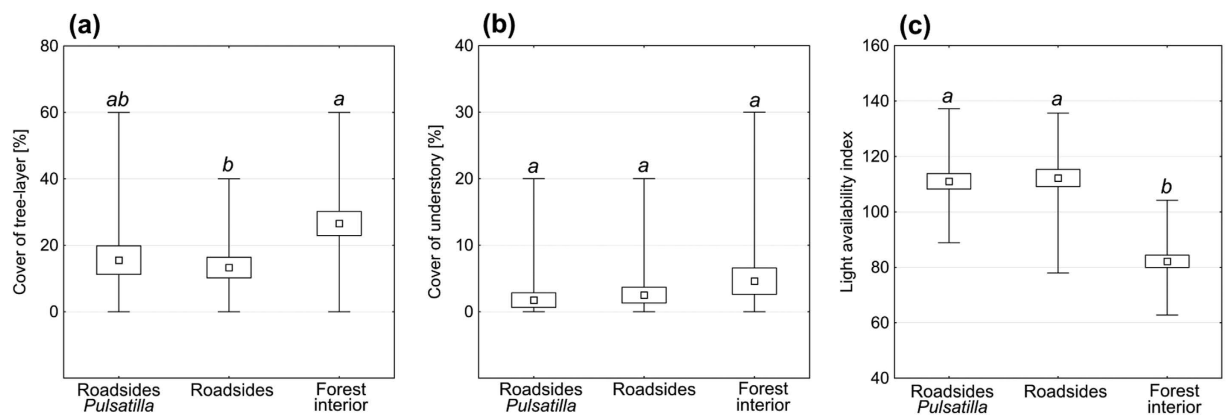 (a)
Cover of tree-layer [%]
80
60
40
20
0
ab
b
a
Roadsides
Pulsatilla
Roadsides
Forest
interior
(b)
Cover of understory [%]
40
30
20
10
0
a
a
a
Roadsides
Pulsatilla
Roadsides
Forest
interior
(c)
Light availability index
160
140
120
100
80
60
40
a
a
b
Roadsides
Pulsatilla
Roadsides
Forest
interior